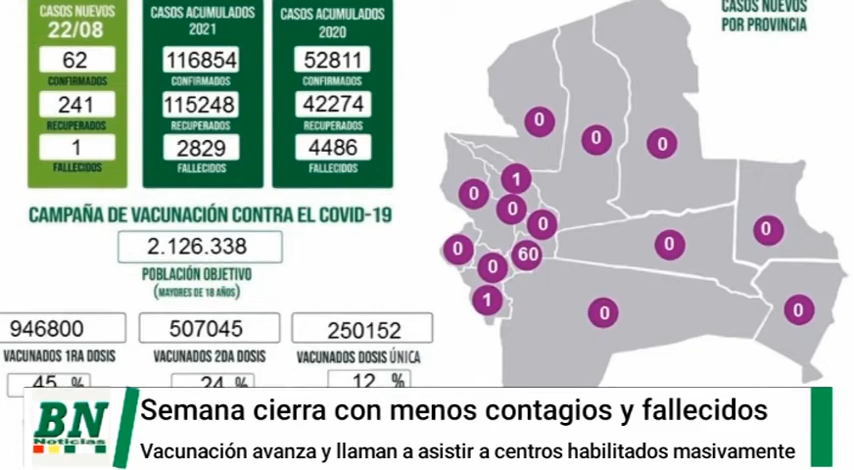 CASOS NUEVOS
22/08
62
CONFIRMADOS
241
RECUPERADOS
1
FALLECIDOS
CASOS ACUMULADOS
2021
116854
CONFIRMADOS
115248
RECUPERADOS
2829
FALLECIDOS
CASOS ACUMULADOS
2020
52811
CONFIRMADOS
42274
RECUPERADOS
4486
FALLECIDOS
CAMPAÑA DE VACUNACIÓN CONTRA EL COVID-19
2.126.338
POBLACIÓN OBJETIVO
(MAYORES DE 18 AÑOS)
946800
VACUNADOS 1RA DOSIS
45 %
507045
VACUNADOS 2DA DOSIS
24 %
250152
VACUNADOS DOSIS ÚNICA
12 %
CASOS NUEVOS
POR PROVINCIA
0
0
0
1
0
0
0
0
0
0
60
0
0
1
0
0
BN
Noticias
Semana cierra con menos contagios y fallecidos
Vacunación avanza y llaman a asistir a centros habilitados masivamente